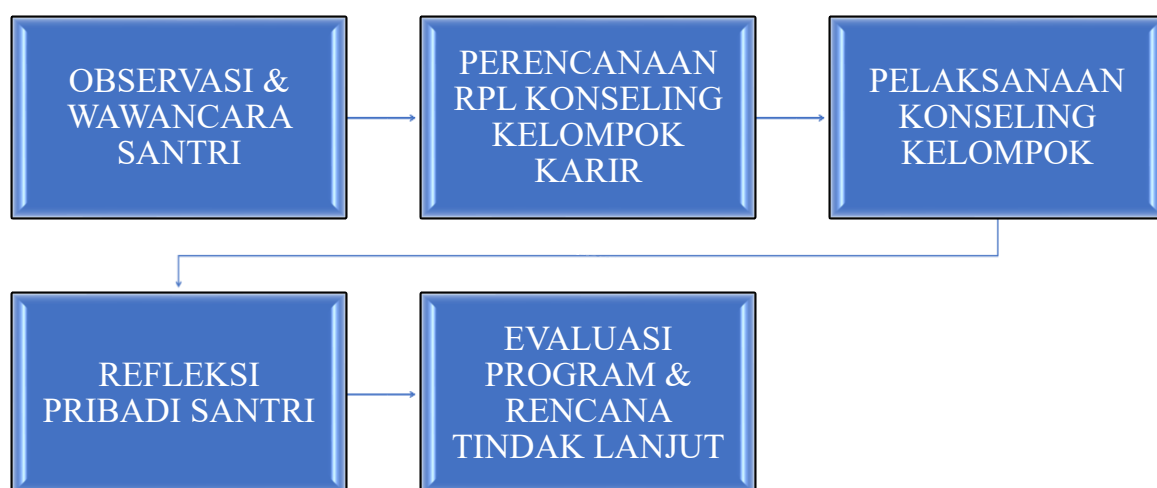 OBSERVASI &
WAWANCARA
SANTRI
PERENCANAAN
RPL KONSELING
KELOMPOK
KARIR
PELAKSANAAN
KONSELING
KELOMPOK
REFLEKSI
PRIBADI SANTRI
EVALUASI
PROGRAM &
RENCANA
TINDAK LANJUT